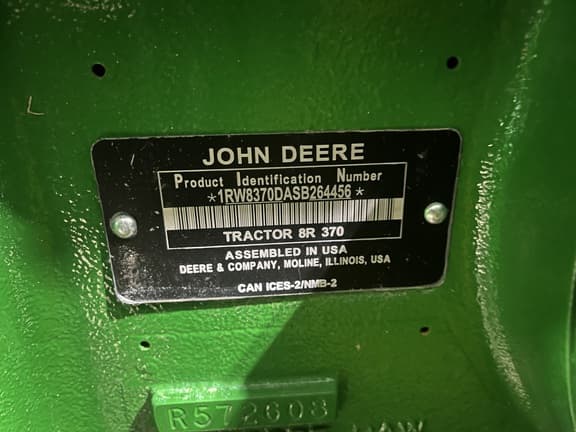 JOHN DEERE
Product Identification Number
*1RW8370DASB264456*
TRACTOR 8R 370
ASSEMBLED IN USA
DEERE & COMPANY, MOLINE, ILLINOIS, USA
CAN ICES-2/NMB-2
R572608